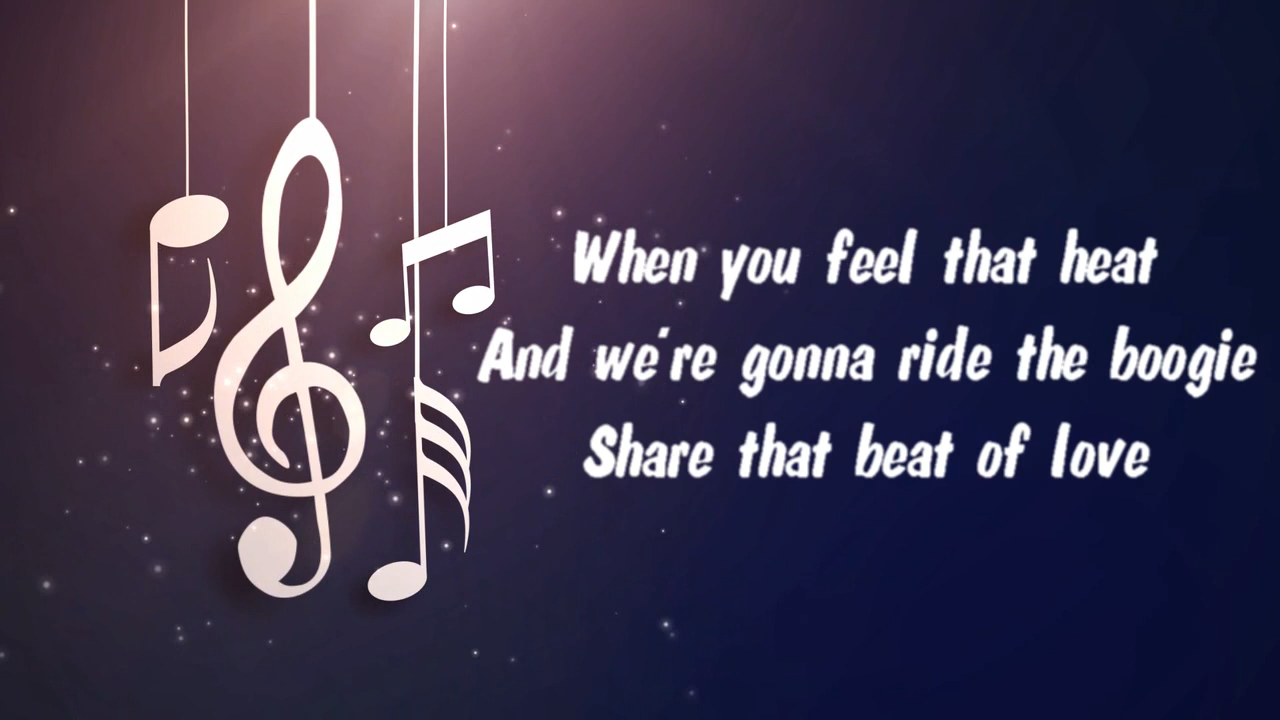 When you feel that heat
And we're gonna ride the boogie
Share that beat of love